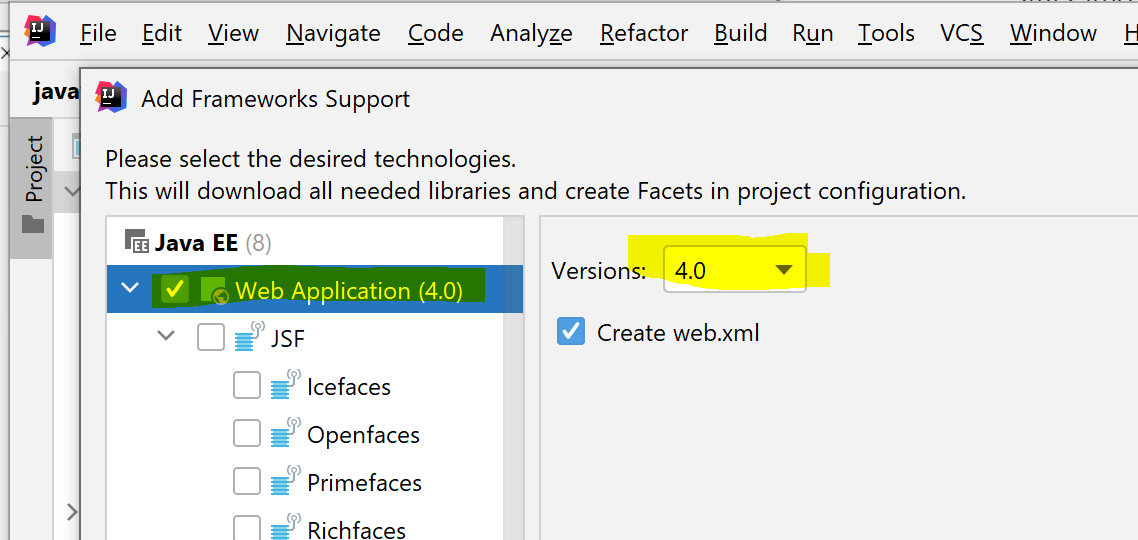 File Edit View Navigate Code Analyze Refactor Build Run Tools VCS Window H
java
Add Frameworks Support
Project
Please select the desired technologies.
This will download all needed libraries and create Facets in project configuration.
Java EE (8)
Web Application (4.0)
JSF
Icefaces
Openfaces
Primefaces
Richfaces
Versions: 4.0
Create web.xml